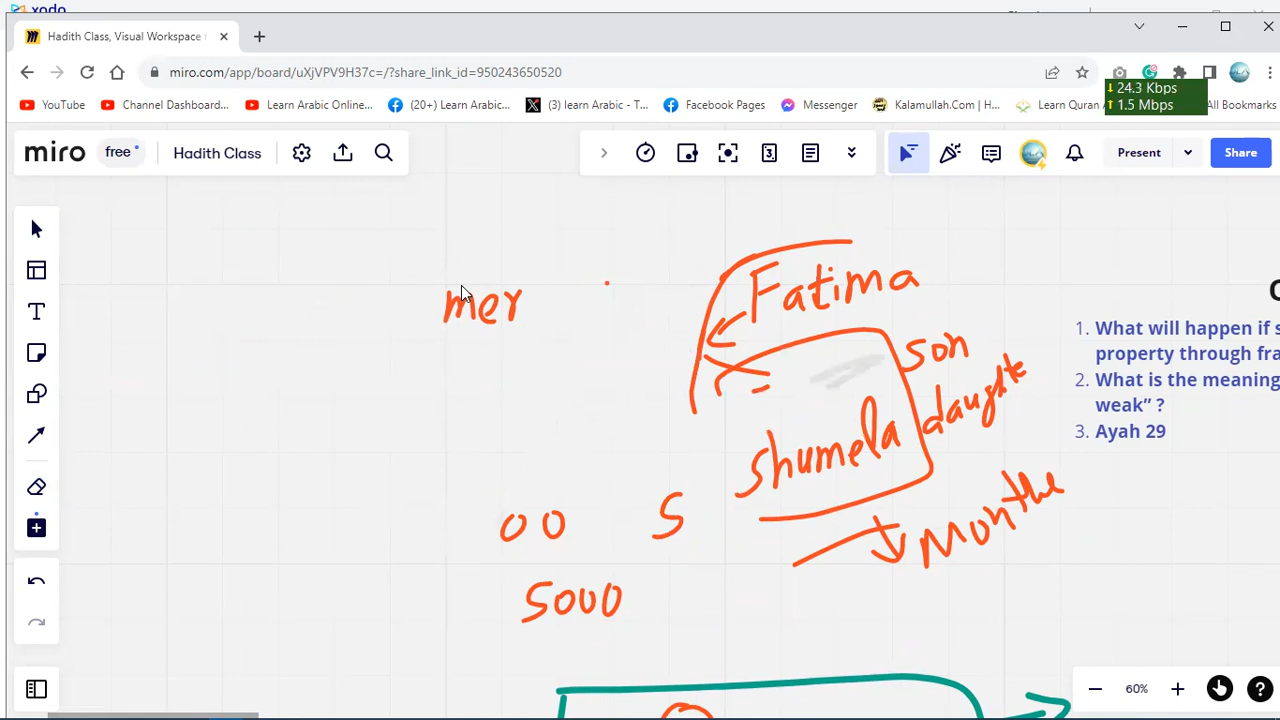 xodo
Hadith Class, Visual Workspace
miro.com/app/board/uXjVPV9H37c=/?share_link_id=950243650520
YouTube Channel Dashboard... Learn Arabic Online... (20+) Learn Arabic... (3) learn Arabic - T... Facebook Pages Messenger Kalamullah.Com | H... Learn Quran All Bookmarks
24.3 Kbps
1.5 Mbps
miro free Hadith Class Present Share
Fatima
mer
son
daughte
shumela
Monthe
00 S
5000
1. What will happen if s
property through fra
2. What is the meaning
weak” ?
3. Ayah 29
60%